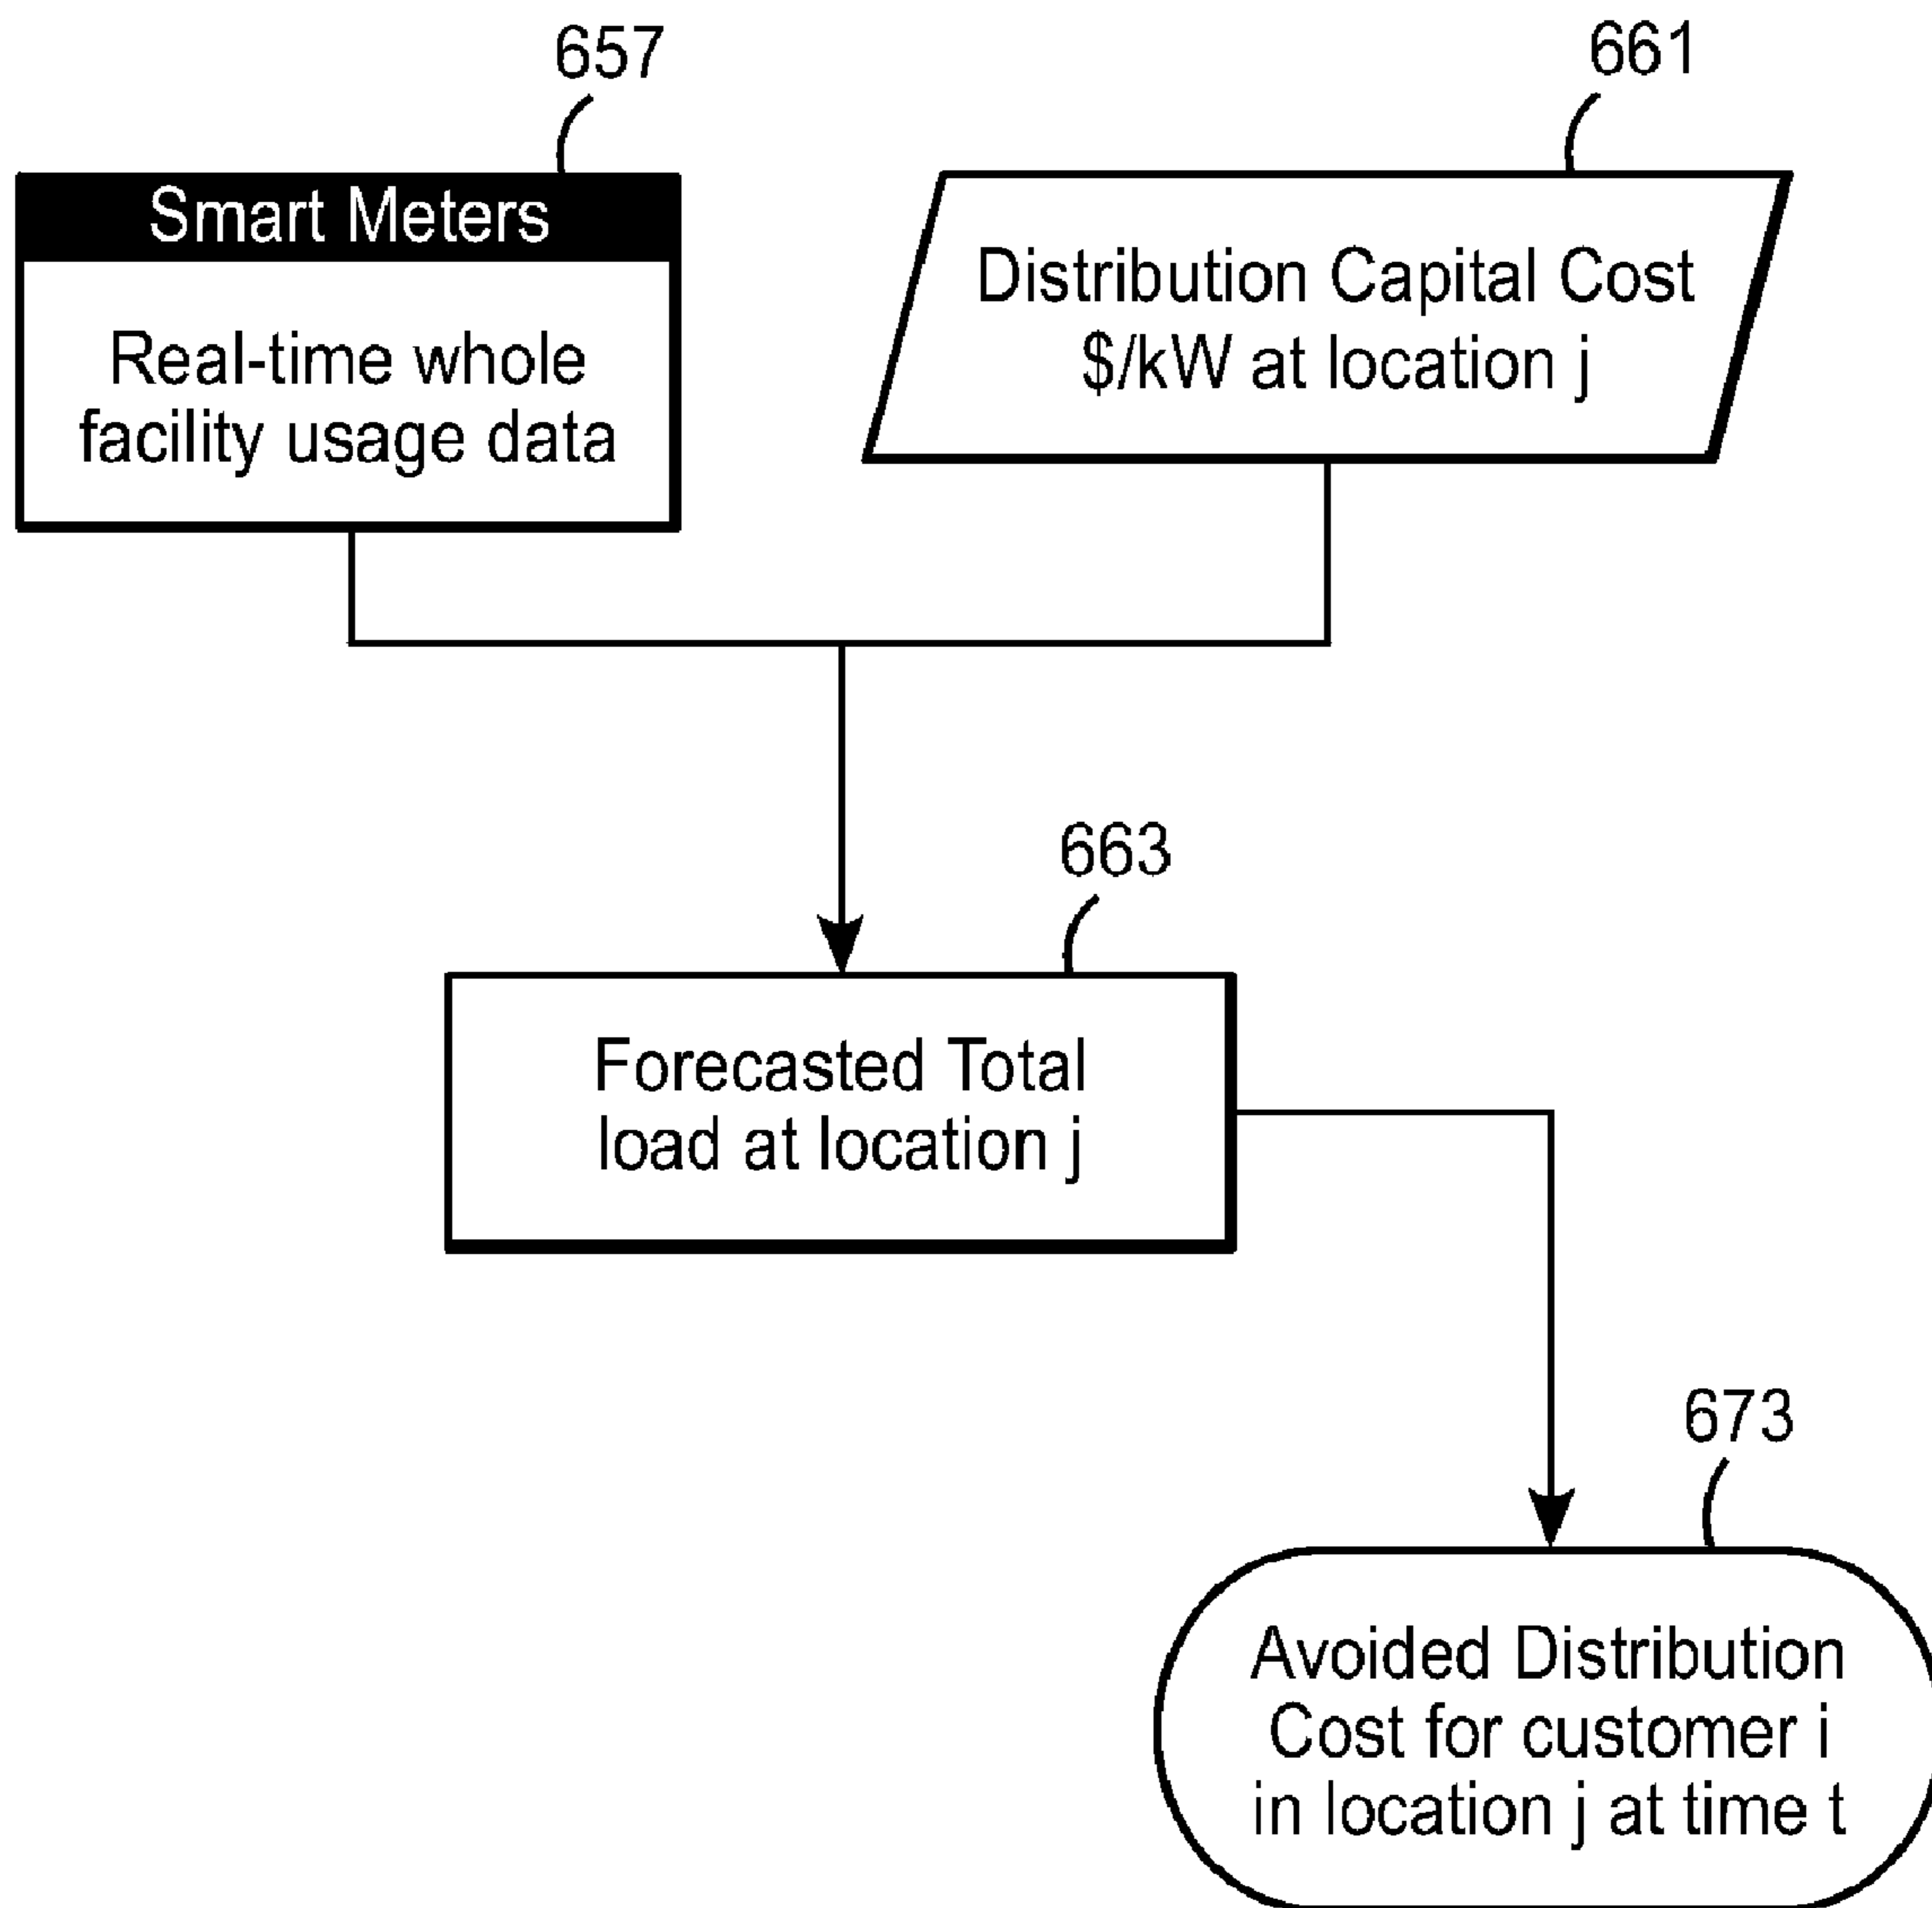 657
Smart Meters
Real-time whole
facility usage data
661
Distribution Capital Cost
$/kW at location j
663
Forecasted Total
load at location j
673
Avoided Distribution
Cost for customer i
in location j at time t